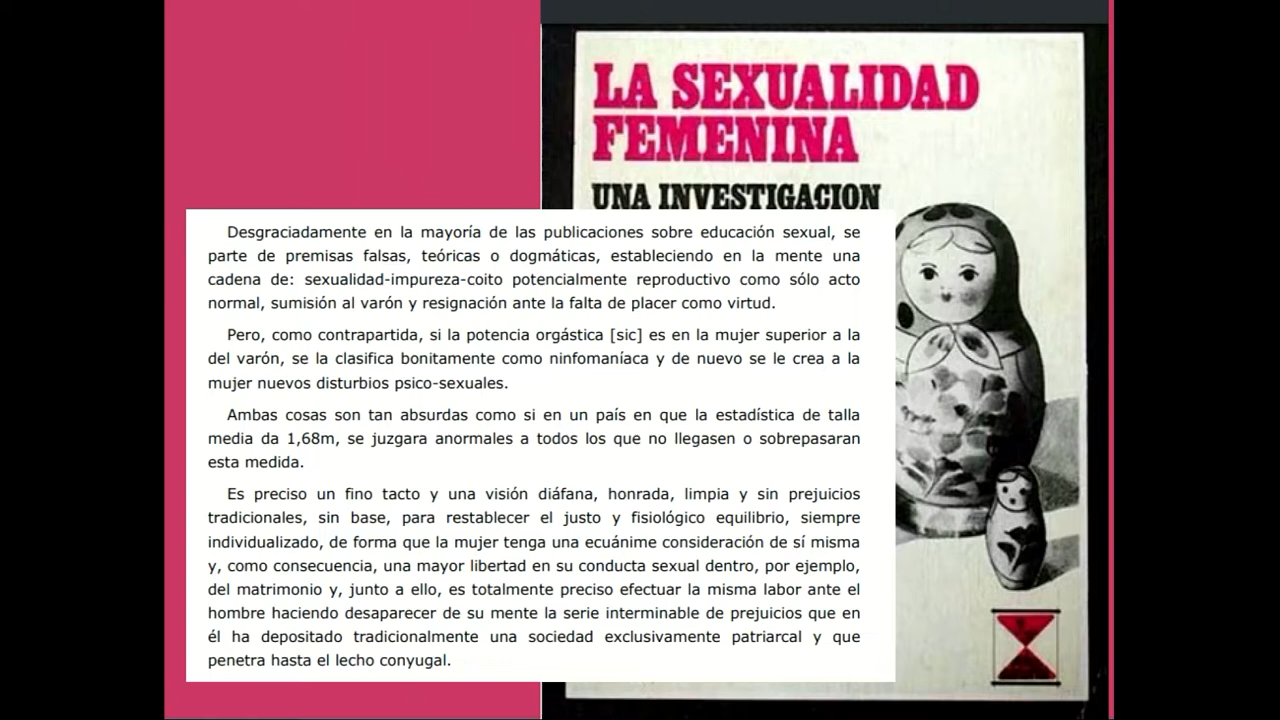 LA SEXUALIDAD
FEMENINA
UNA INVESTIGACION
Desgraciadamente en la mayoría de las publicaciones sobre educación sexual, se
parte de premisas falsas, teóricas o dogmáticas, estableciendo en la mente una
cadena de: sexualidad-impureza-coito potencialmente reproductivo como sólo acto
normal, sumisión al varón y resignación ante la falta de placer como virtud.
Pero, como contrapartida, si la potencia orgástica [sic] es en la mujer superior a la
del varón, se la clasifica bonitamente como ninfomaníaca y de nuevo se le crea a la
mujer nuevos disturbios psico-sexuales.
Ambas cosas son tan absurdas como si en un país en que la estadística de talla
media da 1,68m, se juzgara anormales a todos los que no llegasen o sobrepasaran
esta medida.
Es preciso un fino tacto y una visión diáfana, honrada, limpia y sin prejuicios
tradicionales, sin base, para restablecer el justo y fisiológico equilibrio, siempre
individualizado, de forma que la mujer tenga una ecuánime consideración de sí misma
y, como consecuencia, una mayor libertad en su conducta sexual dentro, por ejemplo,
del matrimonio y, junto a ello, es totalmente preciso efectuar la misma labor ante el
hombre haciendo desaparecer de su mente la serie interminable de prejuicios que en
él ha depositado tradicionalmente una sociedad exclusivamente patriarcal y que
penetra hasta el lecho conyugal.